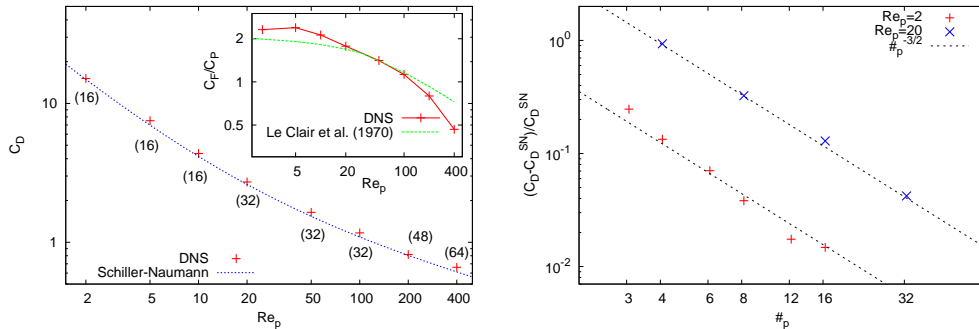 C_D
10
1
2
5
10
20
50
100
200
400
Re_p
(16)
(16)
(16)
(32)
(32)
(32)
(48)
(64)
DNS
Schiller-Naumann
C_F/C_P
2
1
0.5
5
20
100
400
Re_p
DNS
Le Clair et al. (1970)
(C_D-C_D^SN)/C_D^SN
10^0
10^-1
10^-2
3
4
6
8
12
16
32
#_p
Re_p=2
Re_p=20
#_p^-3/2